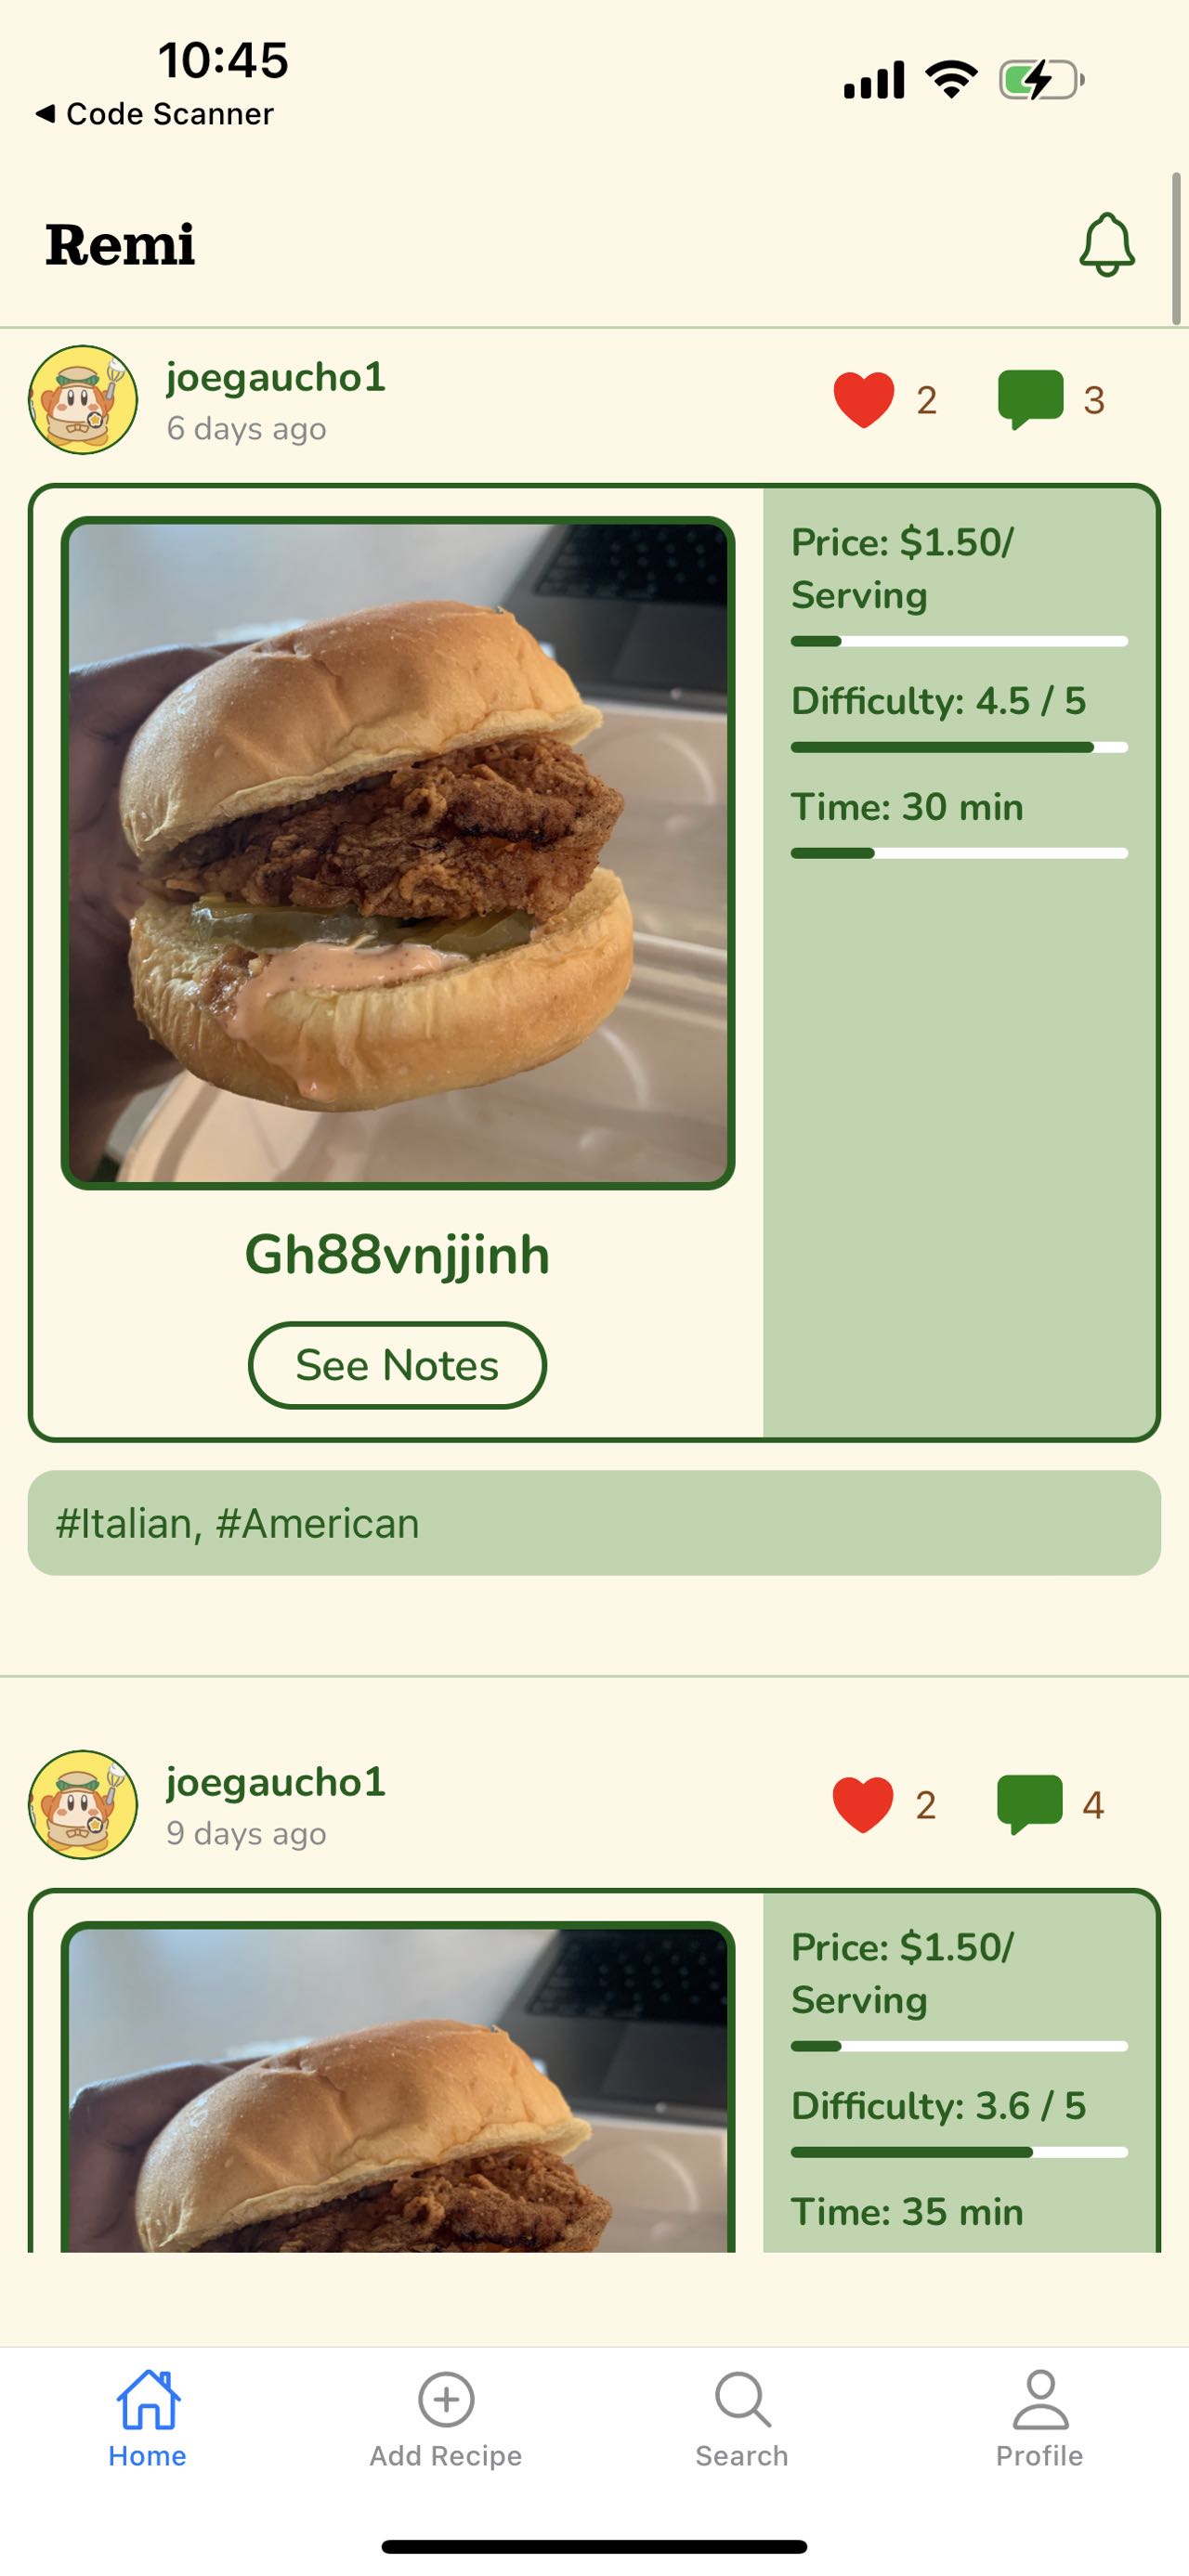 10:45
◀ Code Scanner
Remi
joegaucho1
6 days ago
2
3
Price: $1.50/
Serving
Difficulty: 4.5 / 5
Time: 30 min
Gh88vnjjinh
See Notes
#Italian, #American
joegaucho1
9 days ago
2
4
Price: $1.50/
Serving
Difficulty: 3.6 / 5
Time: 35 min
Home
Add Recipe
Search
Profile